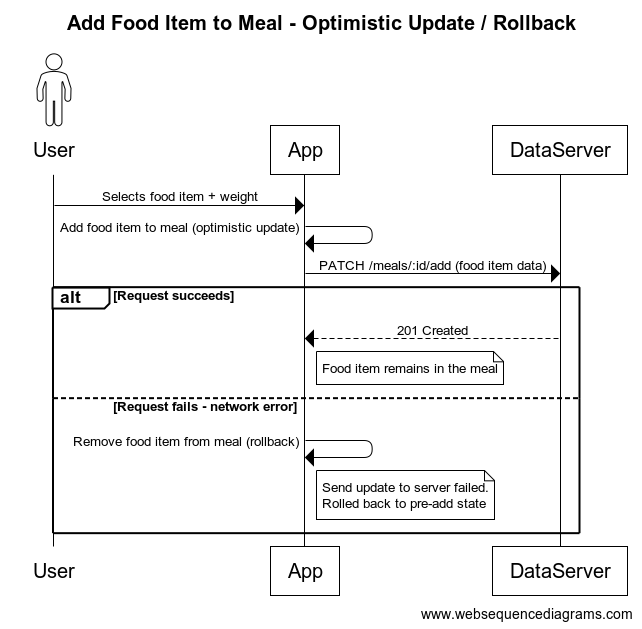 Add Food Item to Meal - Optimistic Update / Rollback
User
App
DataServer
Selects food item + weight
Add food item to meal (optimistic update)
PATCH /meals/:id/add (food item data)
alt
[Request succeeds]
201 Created
Food item remains in the meal
[Request fails - network error]
Remove food item from meal (rollback)
Send update to server failed.
Rolled back to pre-add state
User
App
DataServer
www.websequencediagrams.com